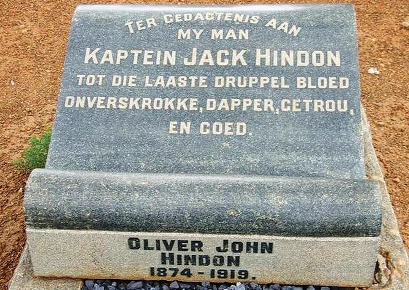 TER GEDACTENIS AAN
MY MAN
KAPTEIN JACK HINDON
TOT DIE LAASTE DRUPPEL BLOED
ONVERSKROKKE, DAPPER, GETROU,
EN GOED.
OLIVER JOHN
HINDON
1874 - 1919.